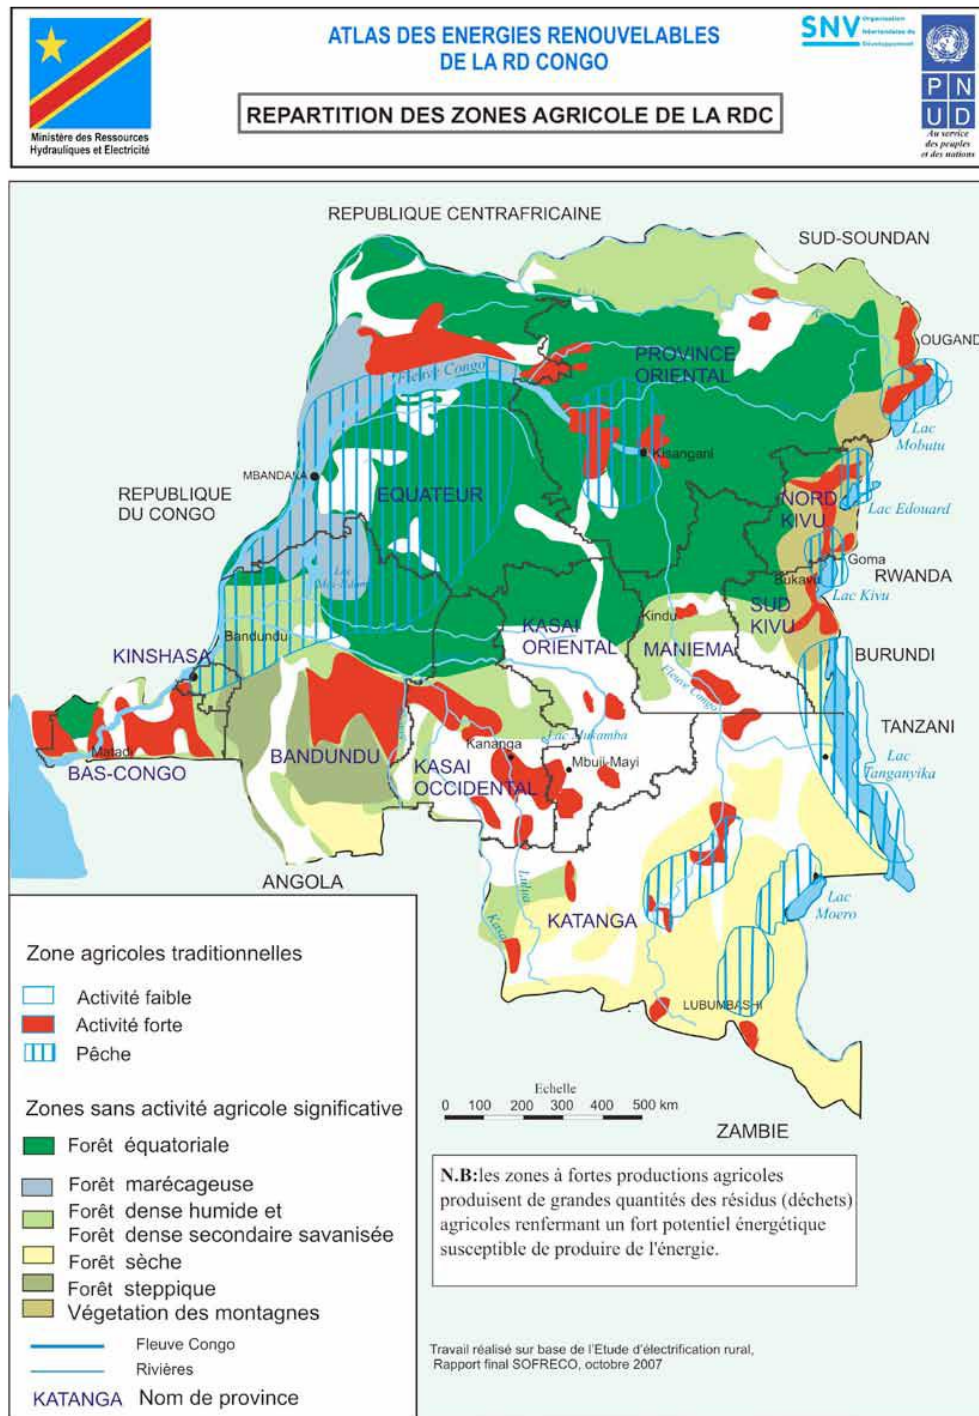 Ministère des Ressources
Hydrauliques et Electricité
ATLAS DES ENERGIES RENOUVELABLES
DE LA RD CONGO
REPARTITION DES ZONES AGRICOLE DE LA RDC
SNV
Organisation
Néerlandaise de
Développement
P N
U D
Au service
des peuples
et des nations
REPUBLIQUE CENTRAFRICAINE
SUD-SOUNDAN
OUGAND
PROVINCE
ORIENTAL
Fleuve Congo
Lac
Mobutu
Kisangani
MBANDAKA
EQUATEUR
REPUBLIQUE
DU CONGO
NORD
KIVU
Lac Edouard
Goma
RWANDA
Bukavu
Lac Kivu
SUD
KIVU
Kindu
MANIEMA
KASAI
ORIENTAL
Bandundu
KINSHASA
BURUNDI
Fleuve Congo
TANZANI
Lac
Tanganyika
Matadi
BAS-CONGO
BANDUNDU
KASAI
OCCIDENTAL
Kananga
Lac Mukamba
Mbuji-Mayi
ANGOLA
Lulua
Kasai
KATANGA
Lac
Moero
LUBUMBASHI
ZAMBIE
Echelle
0 100 200 300 500 km
Zone agricoles traditionnelles
Activité faible
Activité forte
Pêche
Zones sans activité agricole significative
Forêt équatoriale
Forêt marécageuse
Forêt dense humide et
Forêt dense secondaire savanisée
Forêt sèche
Forêt steppique
Végetation des montagnes
Fleuve Congo
Rivières
KATANGA Nom de province
N.B:les zones à fortes productions agricoles
produisent de grandes quantités des résidus (déchets)
agricoles renfermant un fort potentiel énergétique
susceptible de produire de l'énergie.
Travail réalisé sur base de l'Etude d'électrification rural,
Rapport final SOFRECO, octobre 2007